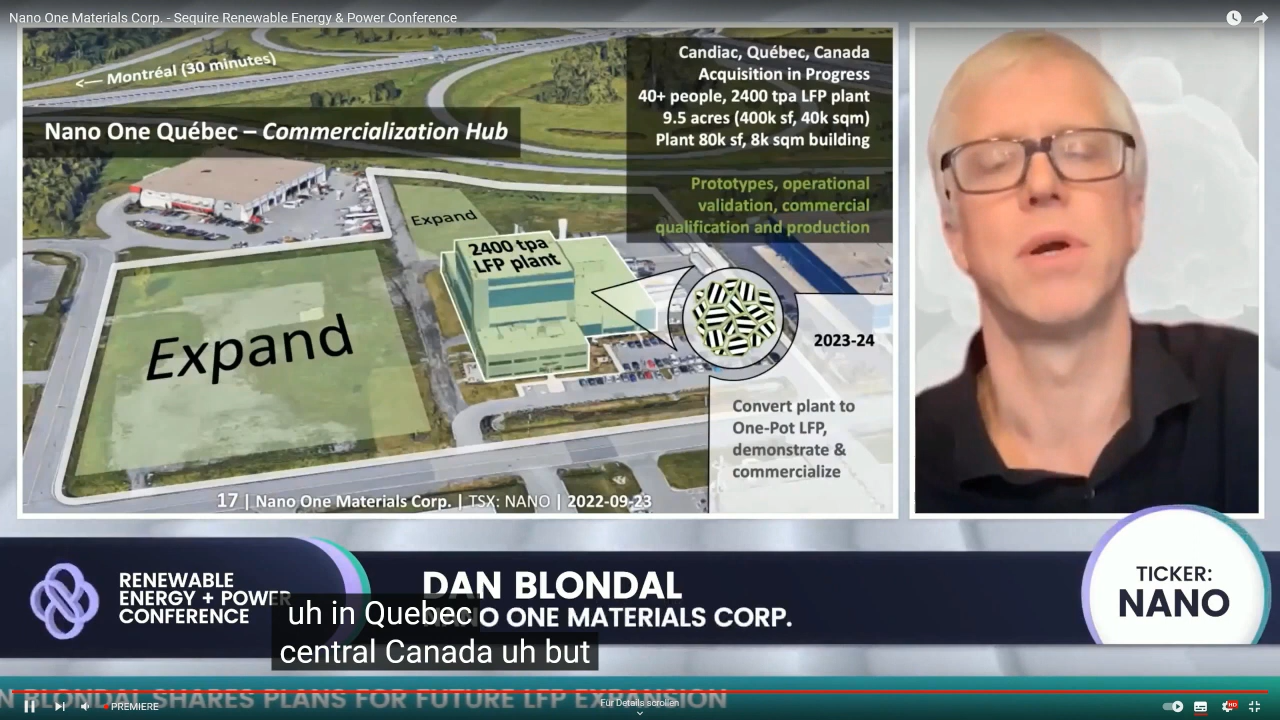 Nano One Materials Corp. - Sequire Renewable Energy & Power Conference
<— Montréal (30 minutes)
Nano One Québec – Commercialization Hub
Candiac, Québec, Canada
Acquisition in Progress
40+ people, 2400 tpa LFP plant
9.5 acres (400k sf, 40k sqm)
Plant 80k sf, 8k sqm building
Prototypes, operational
validation, commercial
qualification and production
Expand
2400 tpa
LFP plant
Expand
2023-24
Convert plant to
One-Pot LFP,
demonstrate &
commercialize
17 | Nano One Materials Corp. | TSX: NANO | 2022-09-23
RENEWABLE
ENERGY + POWER
CONFERENCE
DAN BLONDAL
NANO ONE MATERIALS CORP.
TICKER:
NANO
uh in Quebec
central Canada uh but
N BLONDAL SHARES PLANS FOR FUTURE LFP EXPANSION
PREMIERE
Für Details scrollen
HD